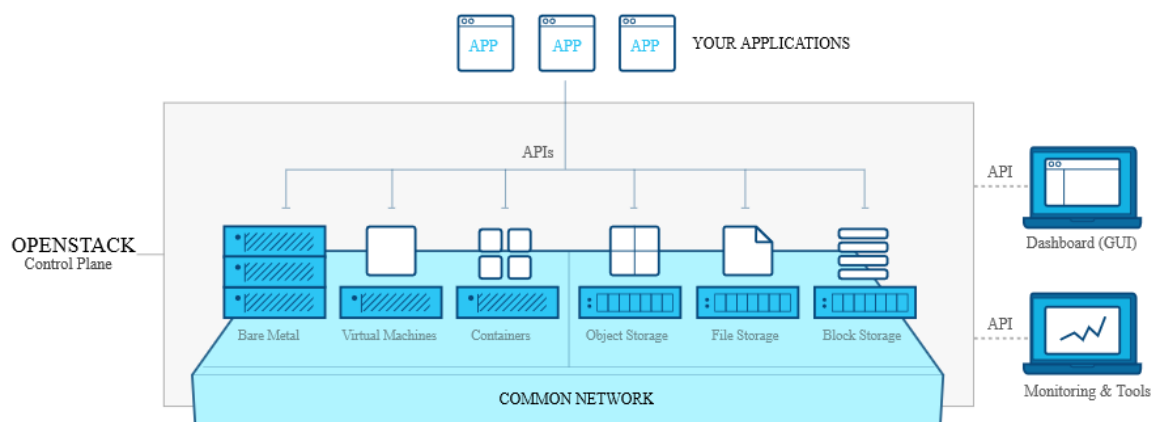 APP
APP
APP
YOUR APPLICATIONS
APIs
API
OPENSTACK
Control Plane
Dashboard (GUI)
API
Bare Metal
Virtual Machines
Containers
Object Storage
File Storage
Block Storage
Monitoring & Tools
COMMON NETWORK